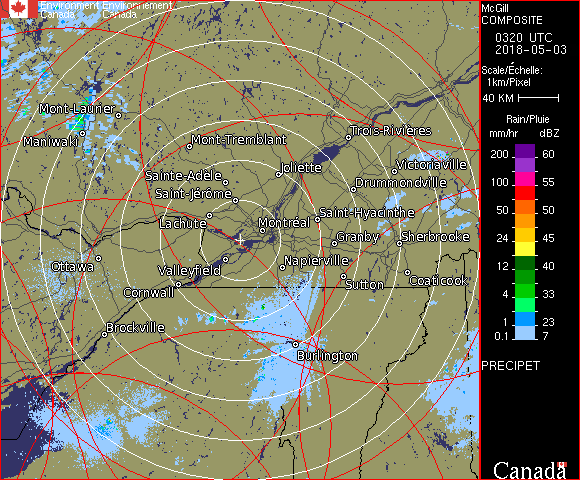 Environment Environnement
Canada Canada
McGill
COMPOSITE
0320 UTC
2018-05-03
Scale/Échelle:
1km/Pixel
40 KM
Rain/Pluie
mm/hr dBZ
200 60
100 55
50 50
24 45
12 40
4 33
1 23
0.1 7
PRECIPET
Canada
Mont-Laurier
Maniwaki
Mont-Tremblant
Trois-Rivières
Sainte-Adèle
Joliette
Victoriaville
Saint-Jérôme
Drummondville
Lachute
Montréal
Saint-Hyacinthe
Granby
Sherbrooke
Ottawa
Valleyfield
Napierville
Cornwall
Sutton
Coaticook
Brockville
Burlington